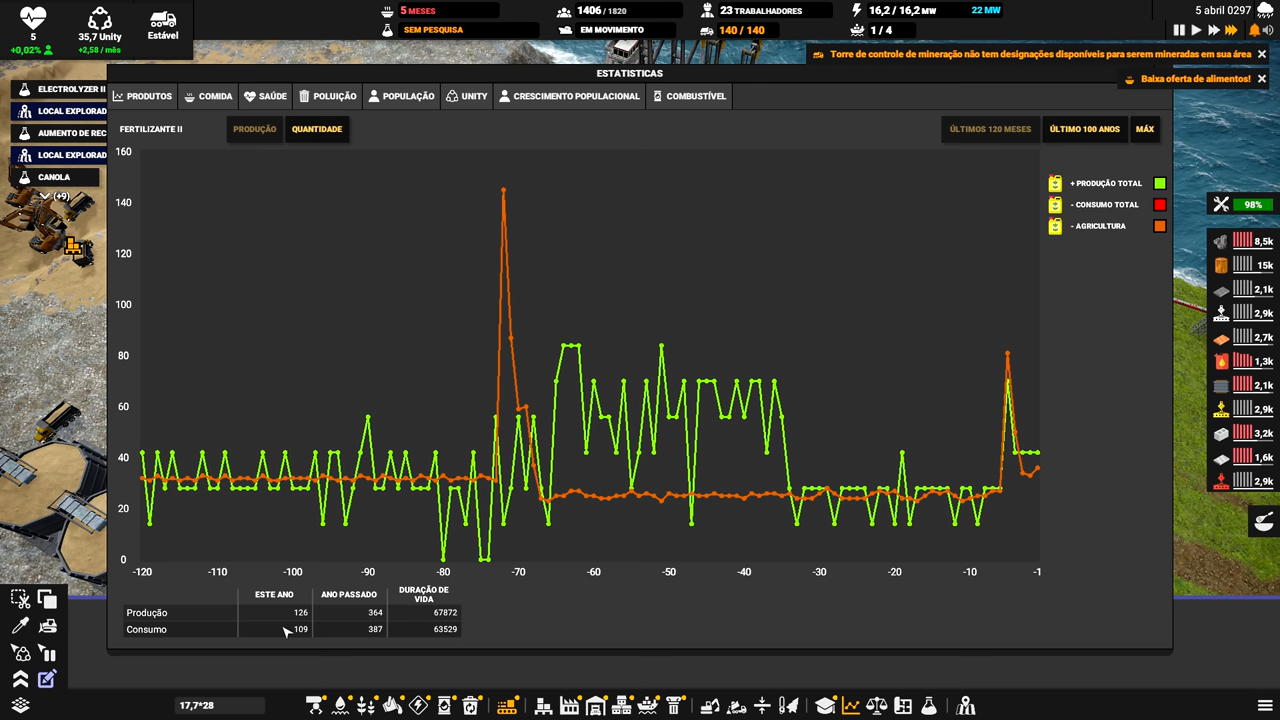 5
+0,02%
35,7 Unity
+2,58 / mês
Estável
5 MESES
SEM PESQUISA
1406 / 1820
EM MOVIMENTO
23 TRABALHADORES
140 / 140
16,2 / 16,2 MW
22 MW
1 / 4
5 abril 0297
Torre de controle de mineração não tem designações disponíveis para serem mineradas em sua área
Baixa oferta de alimentos!
ESTATISTICAS
ELECTROLYZER II
LOCAL EXPLORAD
AUMENTO DE REC
LOCAL EXPLORAD
CANOLA
(+9)
PRODUTOS
COMIDA
SAÚDE
POLUIÇÃO
POPULAÇÃO
UNITY
CRESCIMENTO POPULACIONAL
COMBUSTÍVEL
FERTILIZANTE II
PRODUÇÃO
QUANTIDADE
ÚLTIMOS 120 MESES
ÚLTIMO 100 ANOS
MÁX
160
140
120
100
80
60
40
20
0
-120
-110
-100
-90
-80
-70
-60
-50
-40
-30
-20
-10
-1
+ PRODUÇÃO TOTAL
- CONSUMO TOTAL
- AGRICULTURA
ESTE ANO
ANO PASSADO
DURAÇÃO DE
VIDA
Produção 126 364 67872
Consumo 109 387 63529
98%
8,5k
15k
2,1k
2,9k
2,7k
1,3k
2,1k
2,9k
3,2k
1,6k
2,9k
17,7*28